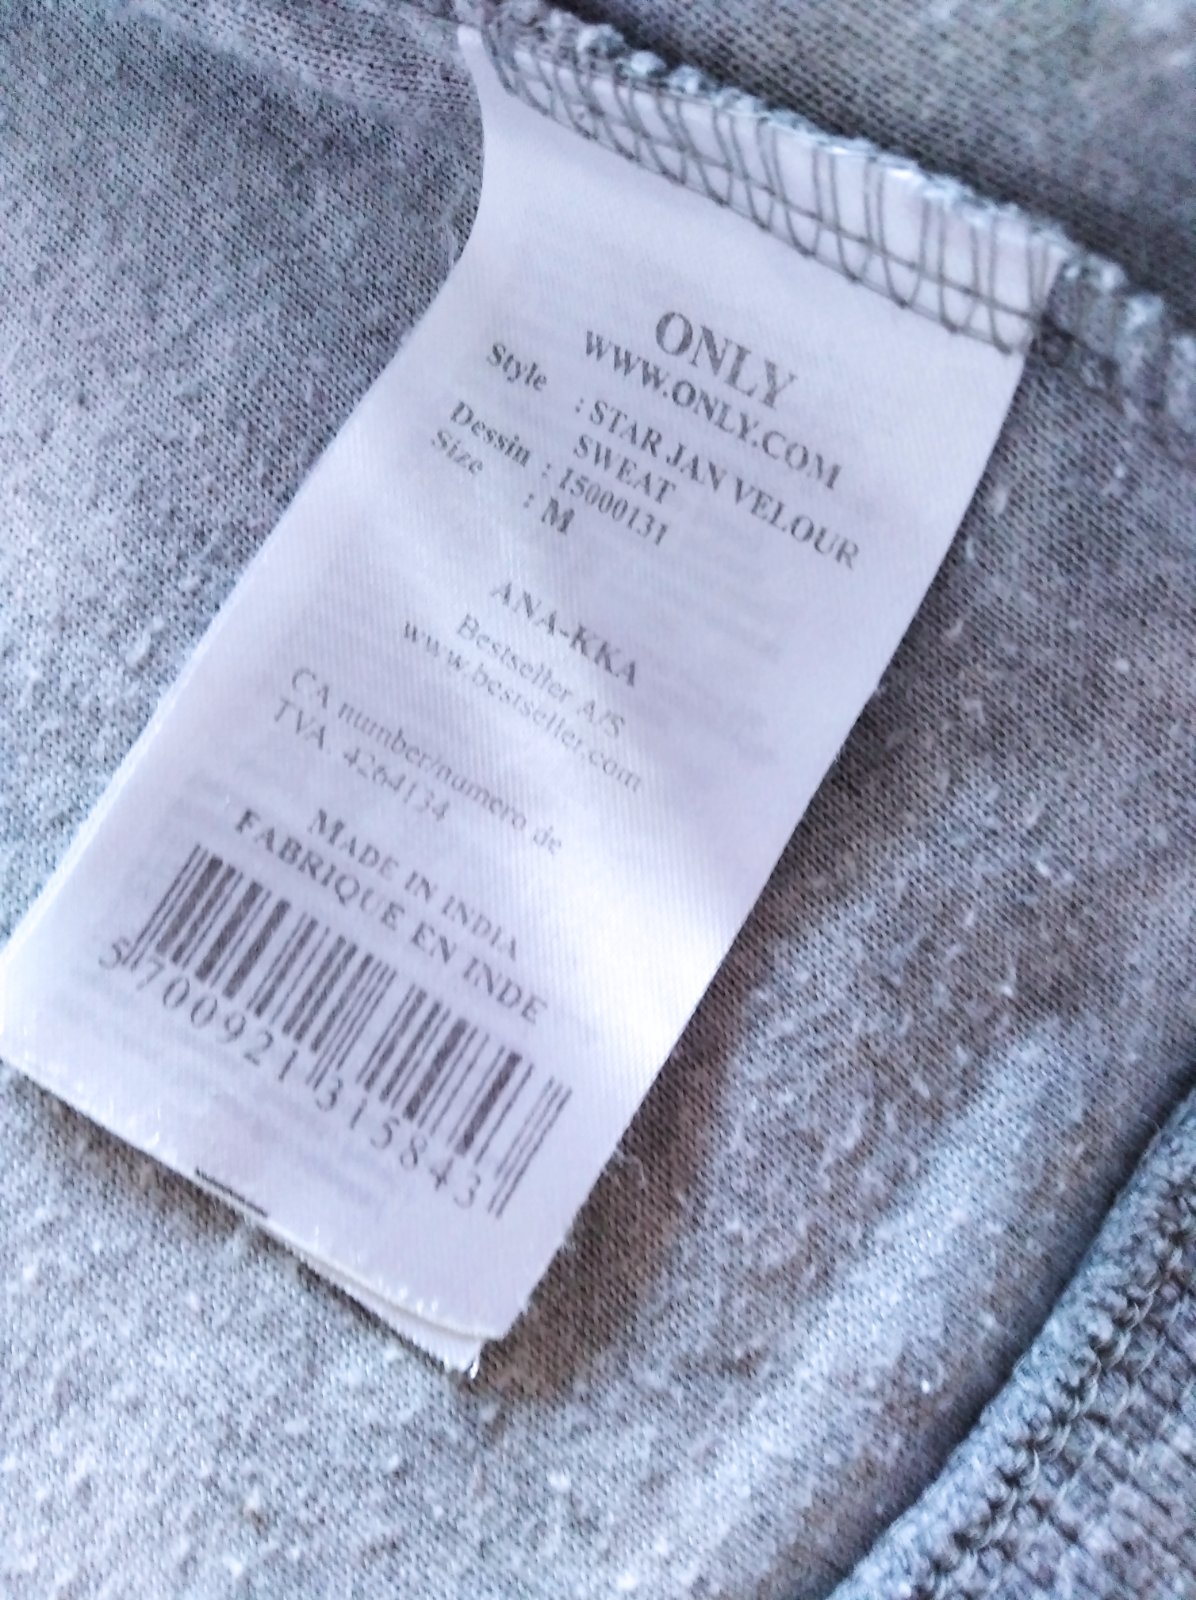 ONLY
WWW.ONLY.COM
Style : STAR JAN VELOUR
SWEAT
Dessin : 15000131
Size : M
ANA-KKA
Bestseller A/S
www.bestseller.com
CA number/numero de
TVA 4264134
MADE IN INDIA
FABRIQUE EN INDE
5700921315843